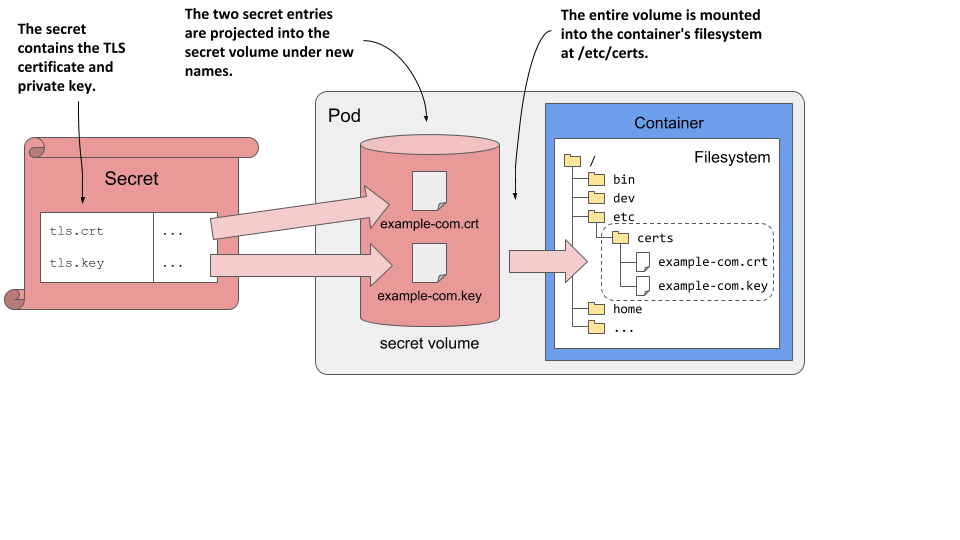 The secret
contains the TLS
certificate and
private key.
The two secret entries
are projected into the
secret volume under new
names.
The entire volume is mounted
into the container's filesystem
at /etc/certs.
Secret
tls.crt ...
tls.key ...
Pod
example-com.crt
example-com.key
secret volume
Container
Filesystem
/
bin
dev
etc
certs
example-com.crt
example-com.key
home
...